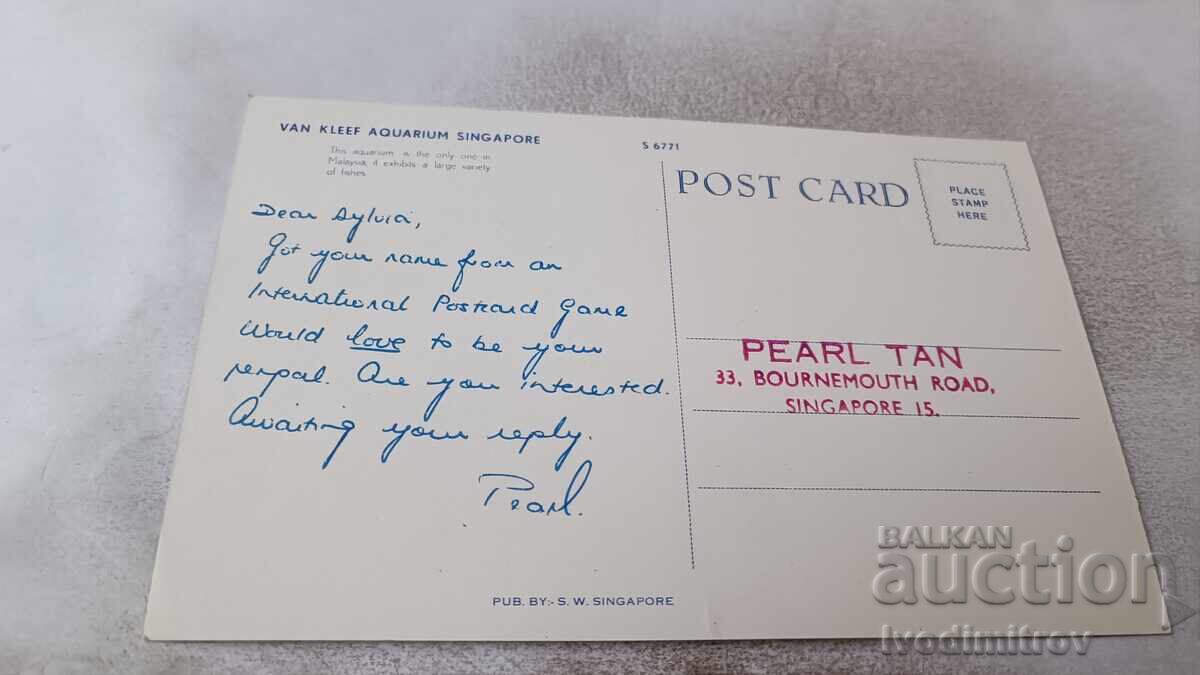 VAN KLEEF AQUARIUM SINGAPORE
This aquarium is the only one in
Malaysia, it exhibits a large variety
of fishes
S 6771
POST CARD
PLACE
STAMP
HERE
Dear Sylvia,
Got your name from an
International Postcard Game
Would love to be your
penpal. Are you interested.
Awaiting your reply.
Pearl.
PEARL TAN
33, BOURNEMOUTH ROAD,
SINGAPORE 15.
PUB. BY:- S. W. SINGAPORE
BALKAN
auction
Ivodimitrov